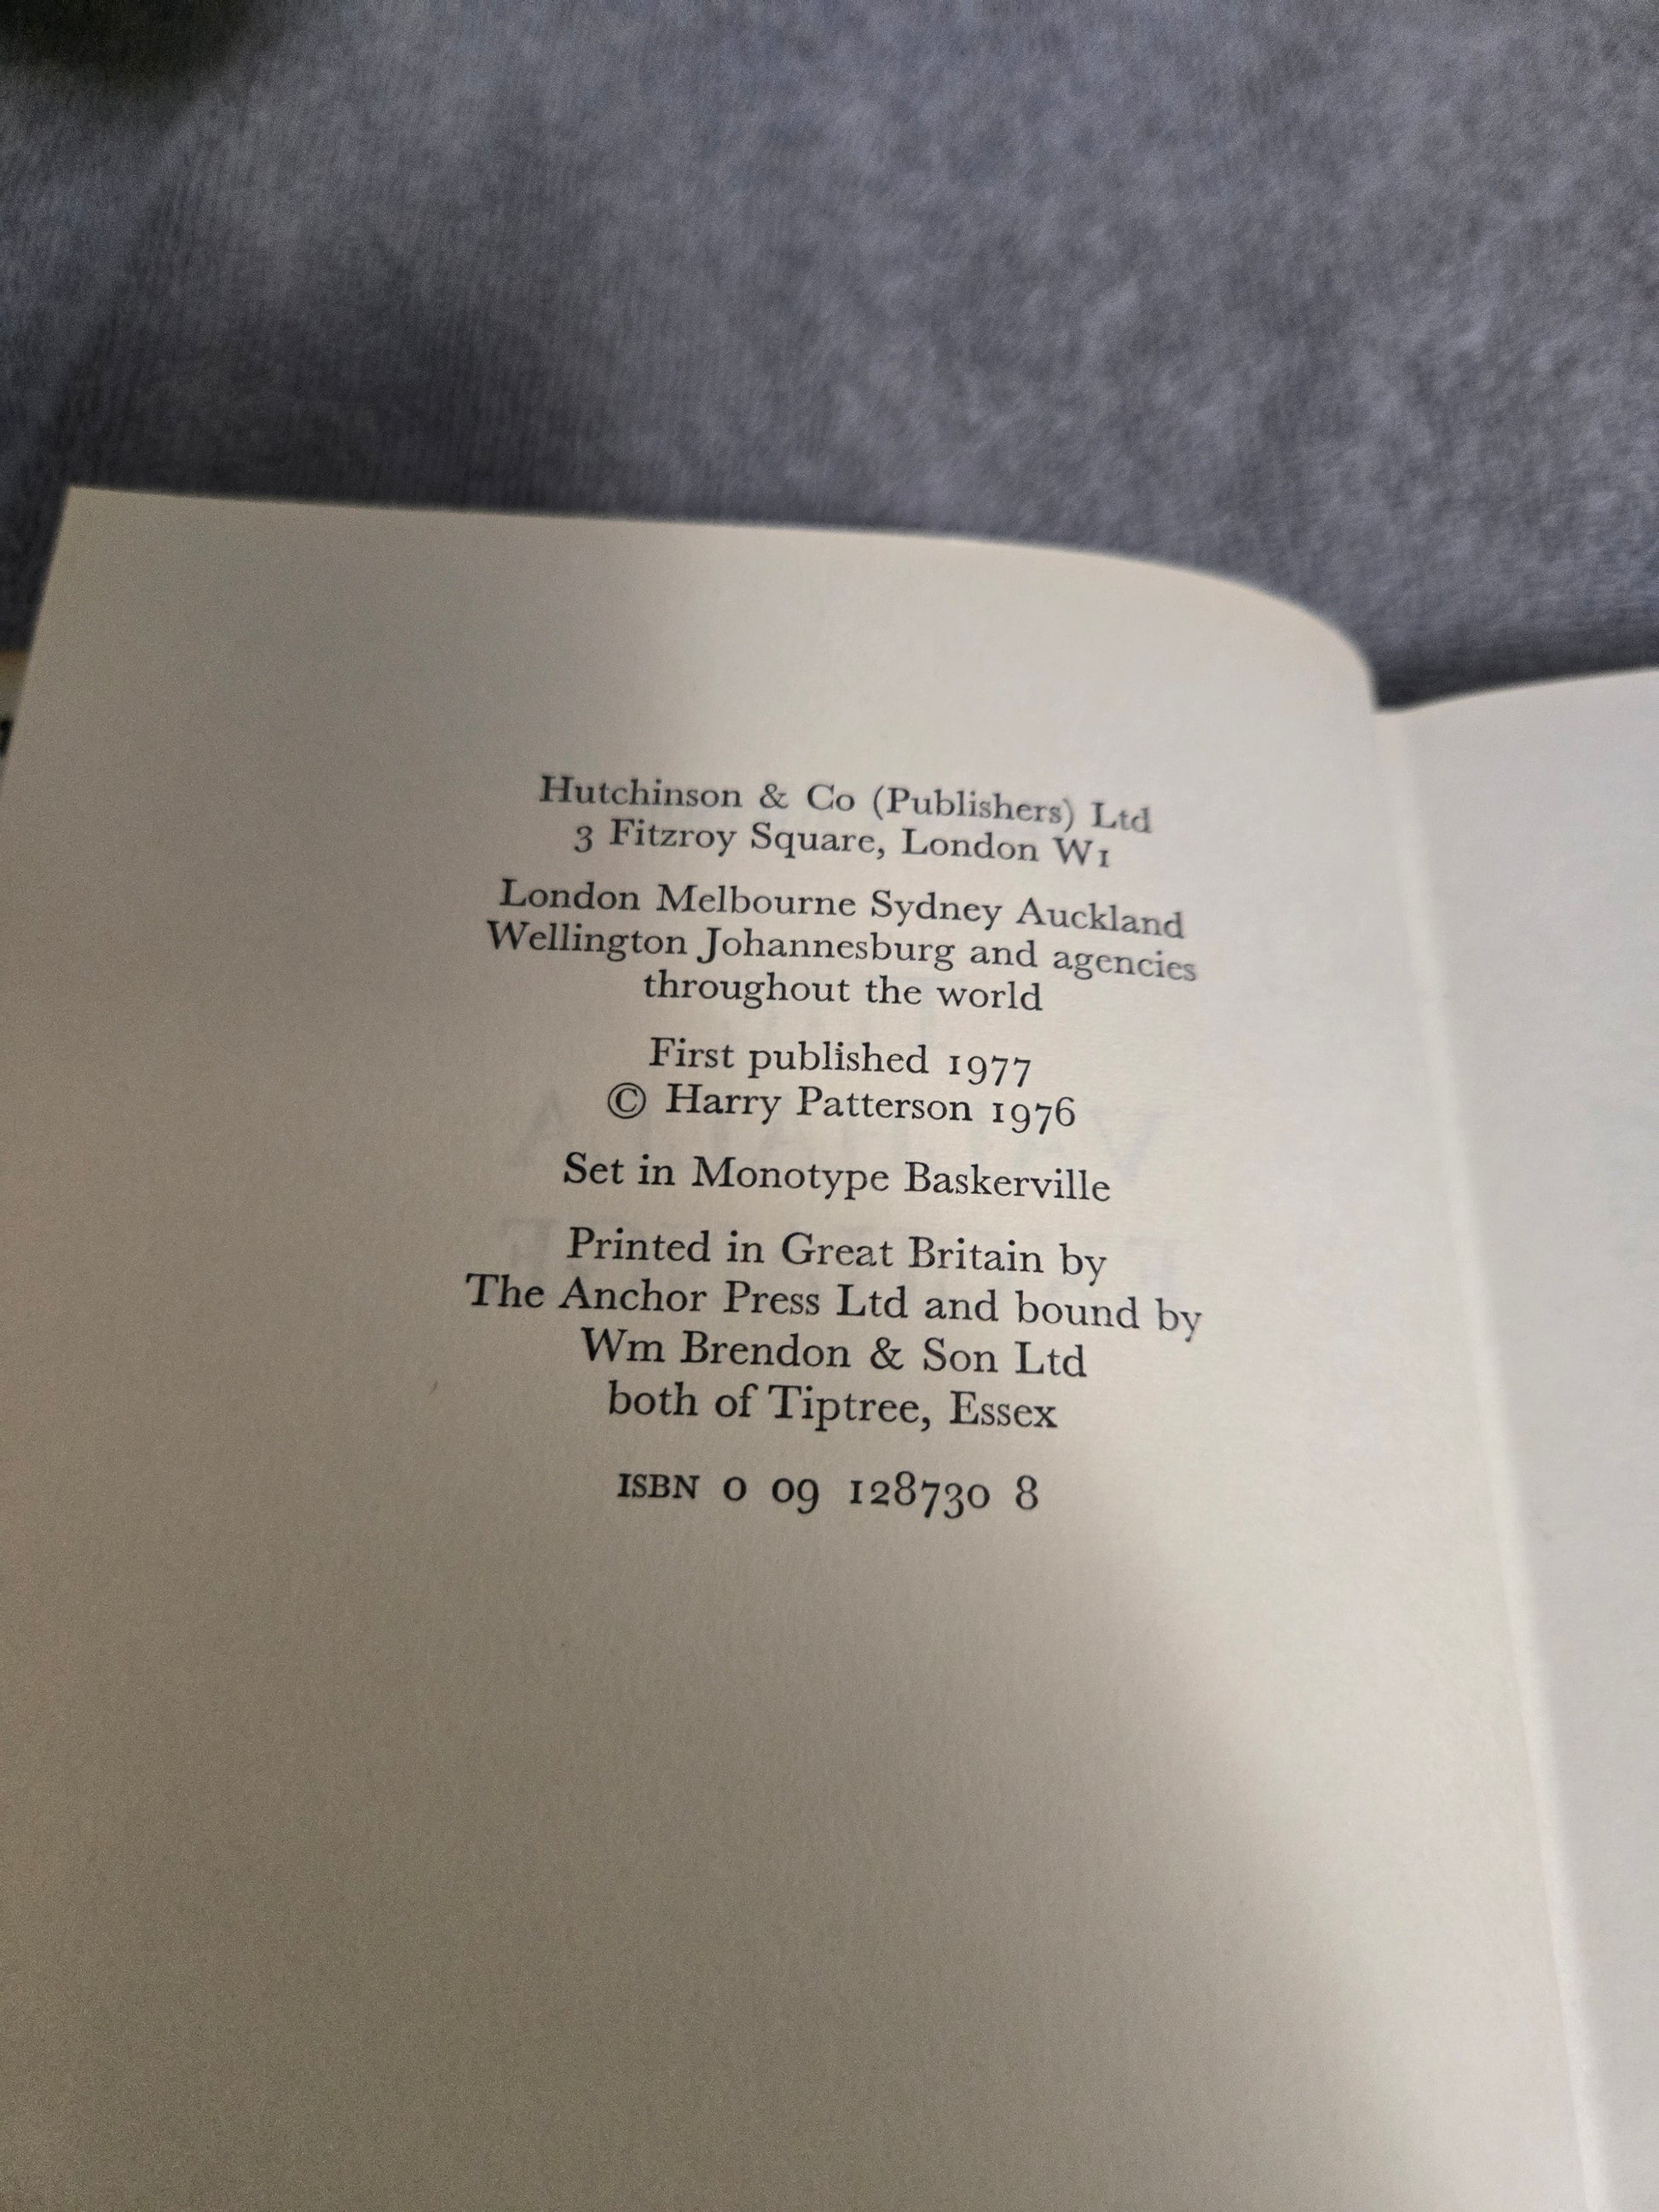 Hutchinson & Co (Publishers) Ltd
3 Fitzroy Square, London W1
London Melbourne Sydney Auckland
Wellington Johannesburg and agencies
throughout the world
First published 1977
© Harry Patterson 1976
Set in Monotype Baskerville
Printed in Great Britain by
The Anchor Press Ltd and bound by
Wm Brendon & Son Ltd
both of Tiptree, Essex
ISBN 0 09 128730 8